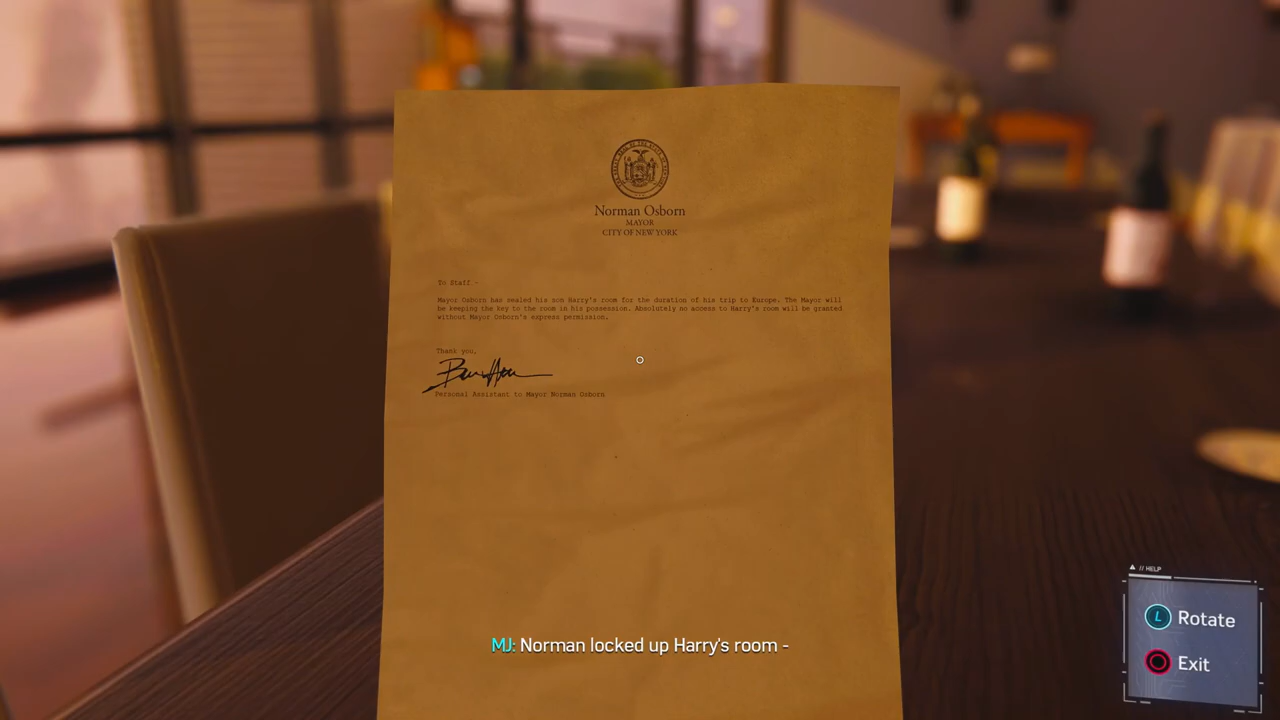 Norman Osborn
MAYOR
CITY OF NEW YORK
To Staff -
Mayor Osborn has sealed his son Harry's room for the duration of his trip to Europe. The Mayor will
be keeping the key to the room in his possession. Absolutely no access to Harry's room will be granted
without Mayor Osborn's express permission.
Thank you,
Personal Assistant to Mayor Norman Osborn
MJ: Norman locked up Harry's room -
// HELP
L Rotate
Exit